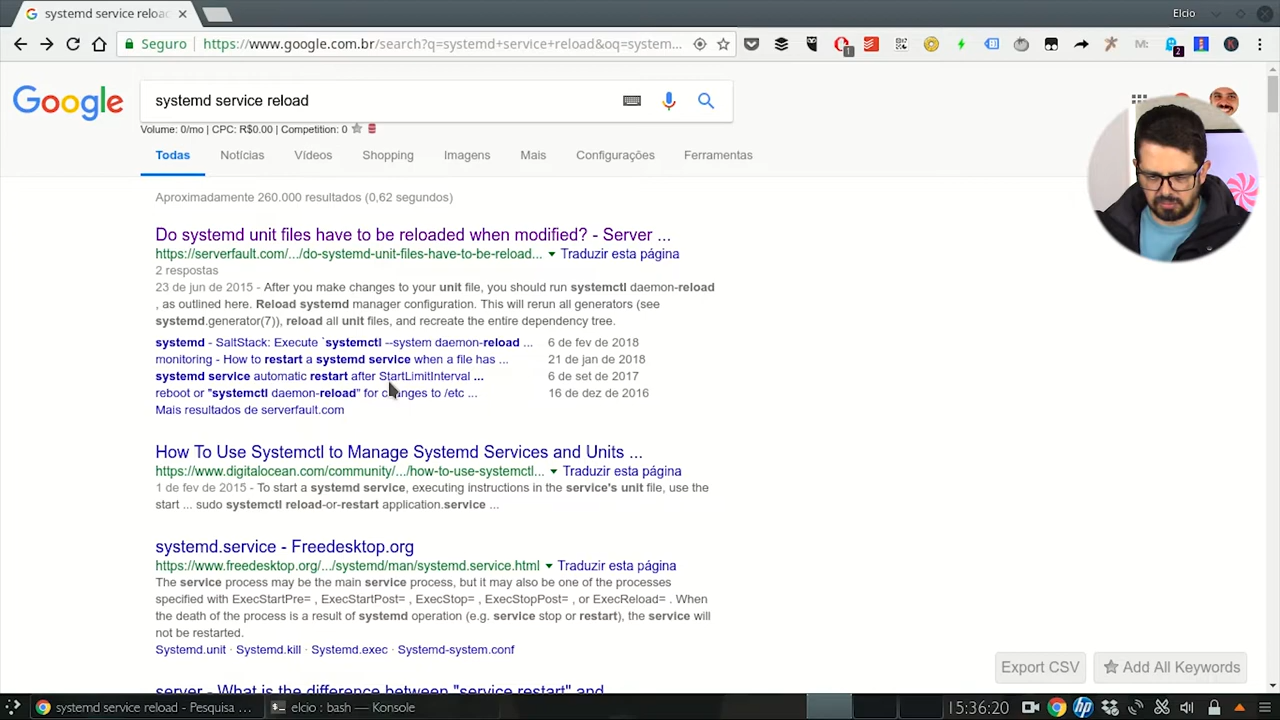 systemd service reloa
Elcio
Seguro https://www.google.com.br/search?q=systemd+service+reload&oq=system...
1
M:
2
Google
systemd service reload
Volume: 0/mo | CPC: R$0.00 | Competition: 0
Todas Notícias Vídeos Shopping Imagens Mais Configurações Ferramentas
Aproximadamente 260.000 resultados (0,62 segundos)
Do systemd unit files have to be reloaded when modified? - Server ...
https://serverfault.com/.../do-systemd-unit-files-have-to-be-reload... Traduzir esta página
2 respostas
23 de jun de 2015 - After you make changes to your unit file, you should run systemctl daemon-reload
, as outlined here. Reload systemd manager configuration. This will rerun all generators (see
systemd.generator(7)), reload all unit files, and recreate the entire dependency tree.
systemd - SaltStack: Execute `systemctl --system daemon-reload ... 6 de fev de 2018
monitoring - How to restart a systemd service when a file has ... 21 de jan de 2018
systemd service automatic restart after StartLimitInterval ... 6 de set de 2017
reboot or "systemctl daemon-reload" for changes to /etc ... 16 de dez de 2016
Mais resultados de serverfault.com
How To Use Systemctl to Manage Systemd Services and Units ...
https://www.digitalocean.com/community/.../how-to-use-systemctl... Traduzir esta página
1 de fev de 2015 - To start a systemd service, executing instructions in the service's unit file, use the
start ... sudo systemctl reload-or-restart application.service ...
systemd.service - Freedesktop.org
https://www.freedesktop.org/.../systemd/man/systemd.service.html Traduzir esta página
The service process may be the main service process, but it may also be one of the processes
specified with ExecStartPre= , ExecStartPost= , ExecStop= , ExecStopPost= , or ExecReload= . When
the death of the process is a result of systemd operation (e.g. service stop or restart), the service will
not be restarted.
Systemd.unit · Systemd.kill · Systemd.exec · Systemd-system.conf
Export CSV Add All Keywords
server - What is the difference between "service restart" and
systemd service reload - Pesquisa ... elcio : bash — Konsole 15:36:20